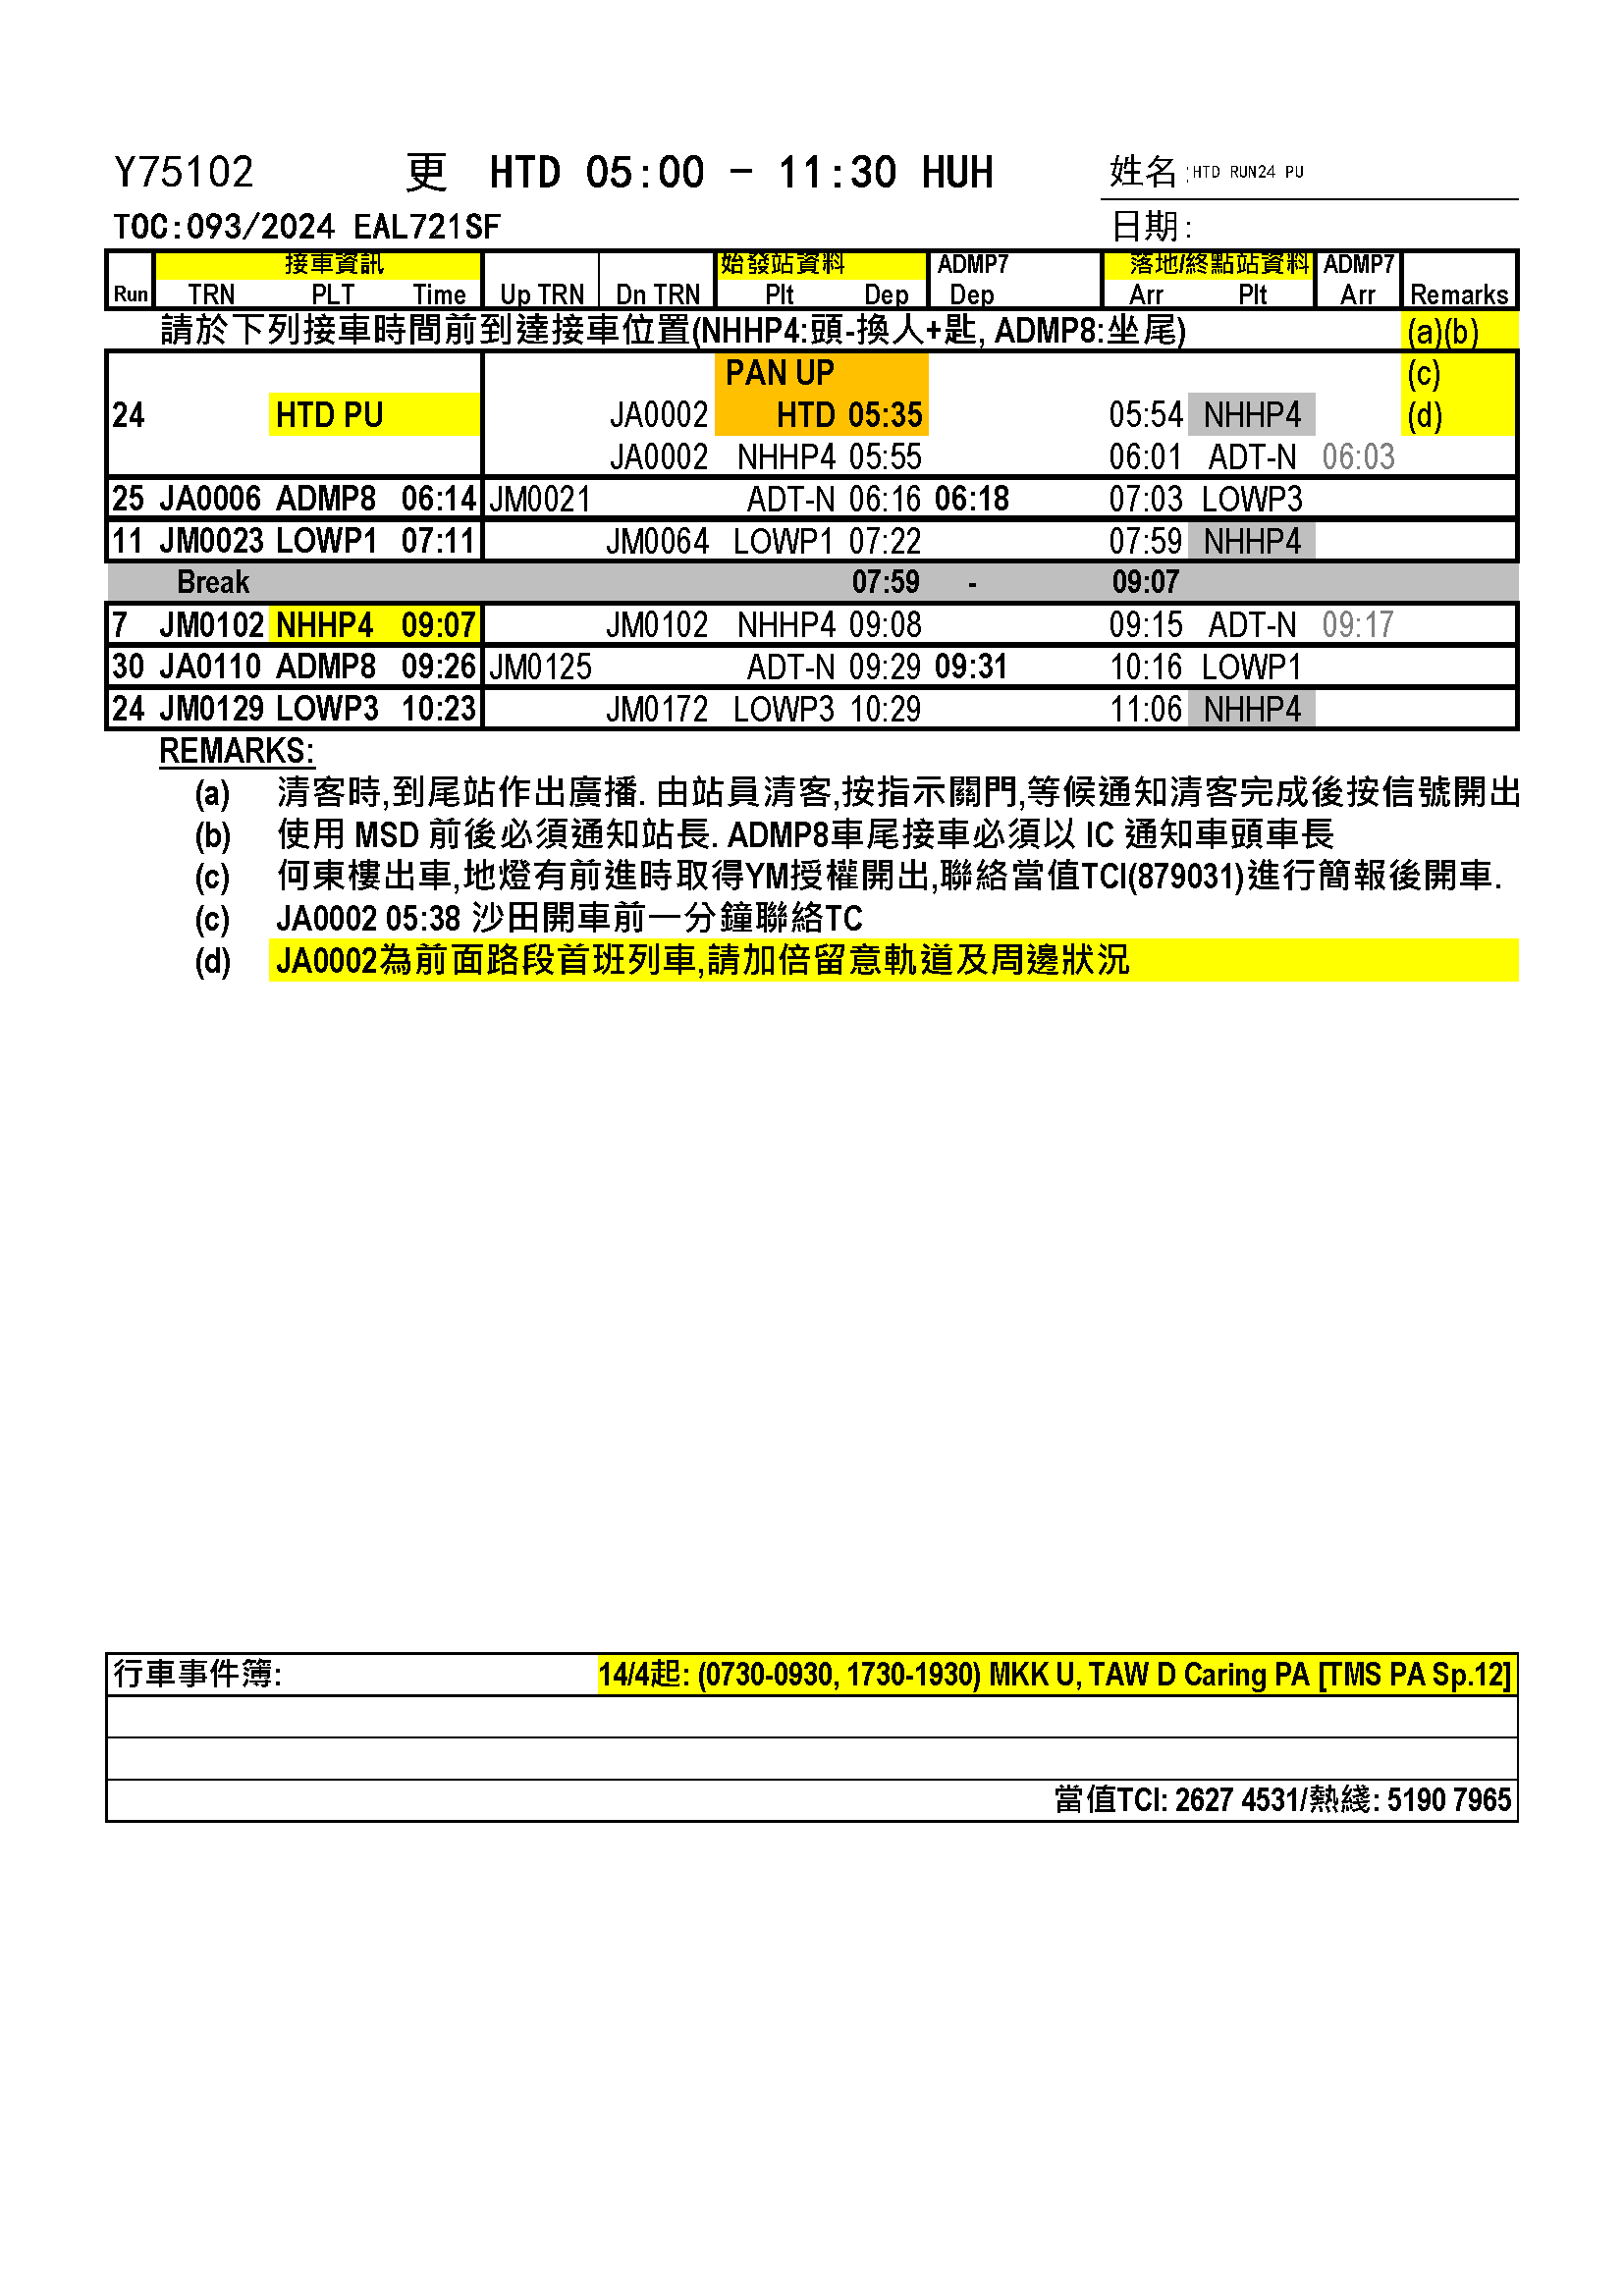 Y75102 更 HTD 05:00 - 11:30 HUH 姓名:HTD RUN24 PU
TOC:093/2024 EAL721SF 日期:
接車資訊 始發站資料 ADMP7 落地/終點站資料 ADMP7
Run TRN PLT Time Up TRN Dn TRN Plt Dep Dep Arr Plt Arr Remarks
請於下列接車時間前到達接車位置(NHHP4:頭-換人+匙, ADMP8:坐尾) (a)(b)
PAN UP (c)
24 HTD PU JA0002 HTD 05:35 05:54 NHHP4 (d)
JA0002 NHHP4 05:55 06:01 ADT-N 06:03
25 JA0006 ADMP8 06:14 JM0021 ADT-N 06:16 06:18 07:03 LOWP3
11 JM0023 LOWP1 07:11 JM0064 LOWP1 07:22 07:59 NHHP4
Break 07:59 - 09:07
7 JM0102 NHHP4 09:07 JM0102 NHHP4 09:08 09:15 ADT-N 09:17
30 JA0110 ADMP8 09:26 JM0125 ADT-N 09:29 09:31 10:16 LOWP1
24 JM0129 LOWP3 10:23 JM0172 LOWP3 10:29 11:06 NHHP4
REMARKS:
(a) 清客時,到尾站作出廣播. 由站員清客,按指示關門,等候通知清客完成後按信號開出
(b) 使用 MSD 前後必須通知站長. ADMP8車尾接車必須以 IC 通知車頭車長
(c) 何東樓出車,地燈有前進時取得YM授權開出,聯絡當值TCI(879031)進行簡報後開車.
(c) JA0002 05:38 沙田開車前一分鐘聯絡TC
(d) JA0002為前面路段首班列車,請加倍留意軌道及周邊狀況
行車事件簿: 14/4起: (0730-0930, 1730-1930) MKK U, TAW D Caring PA [TMS PA Sp.12]
當值TCI: 2627 4531/熱綫: 5190 7965